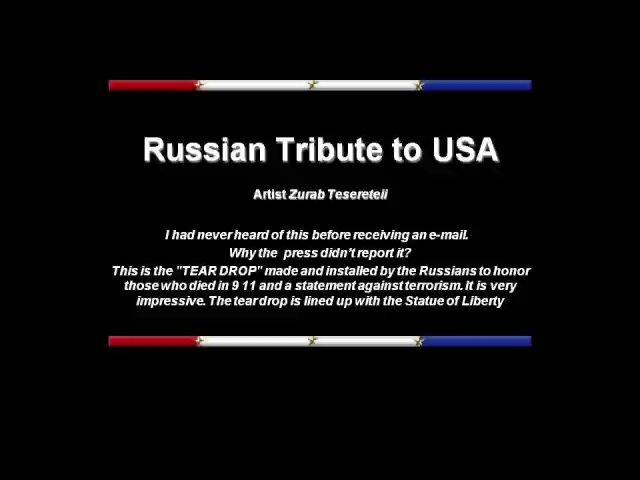 Russian Tribute to USA
Artist Zurab Tesereteii
I had never heard of this before receiving an e-mail.
Why the press didn't report it?
This is the "TEAR DROP" made and installed by the Russians to honor
those who died in 9 11 and a statement against terrorism. It is very
impressive. The tear drop is lined up with the Statue of Liberty